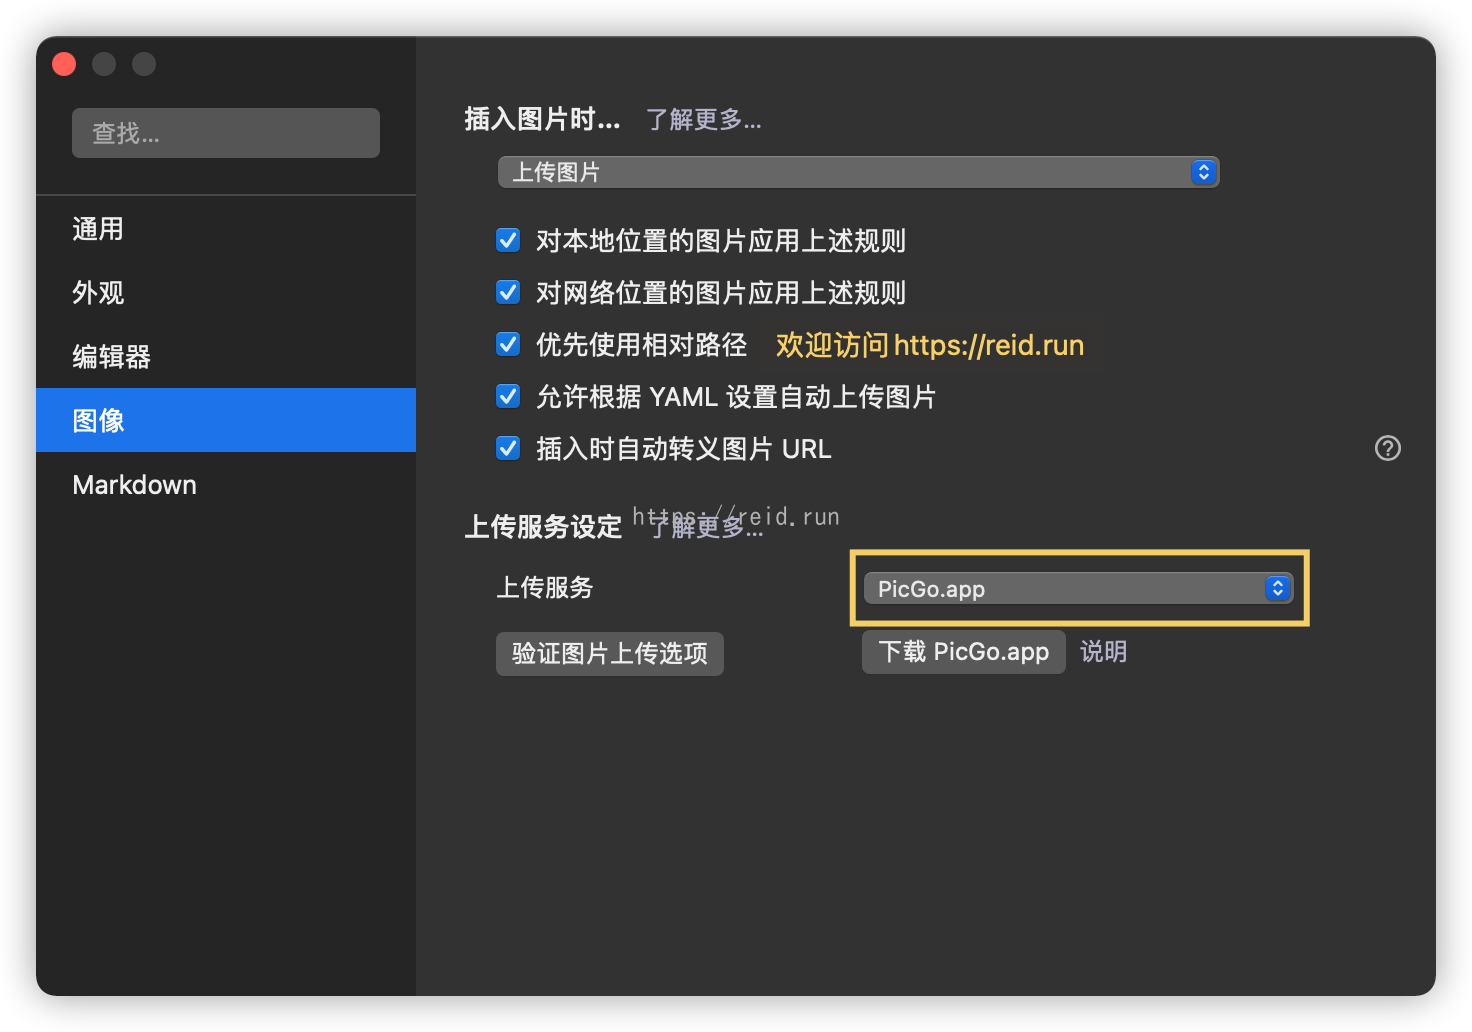 查找...
通用
外观
编辑器
图像
Markdown
插入图片时... 了解更多...
上传图片
对本地位置的图片应用上述规则
对网络位置的图片应用上述规则
优先使用相对路径 欢迎访问https://reid.run
允许根据 YAML 设置自动上传图片
插入时自动转义图片 URL
?
https://reid.run
上传服务设定 了解更多...
上传服务 PicGo.app
验证图片上传选项 下载 PicGo.app 说明